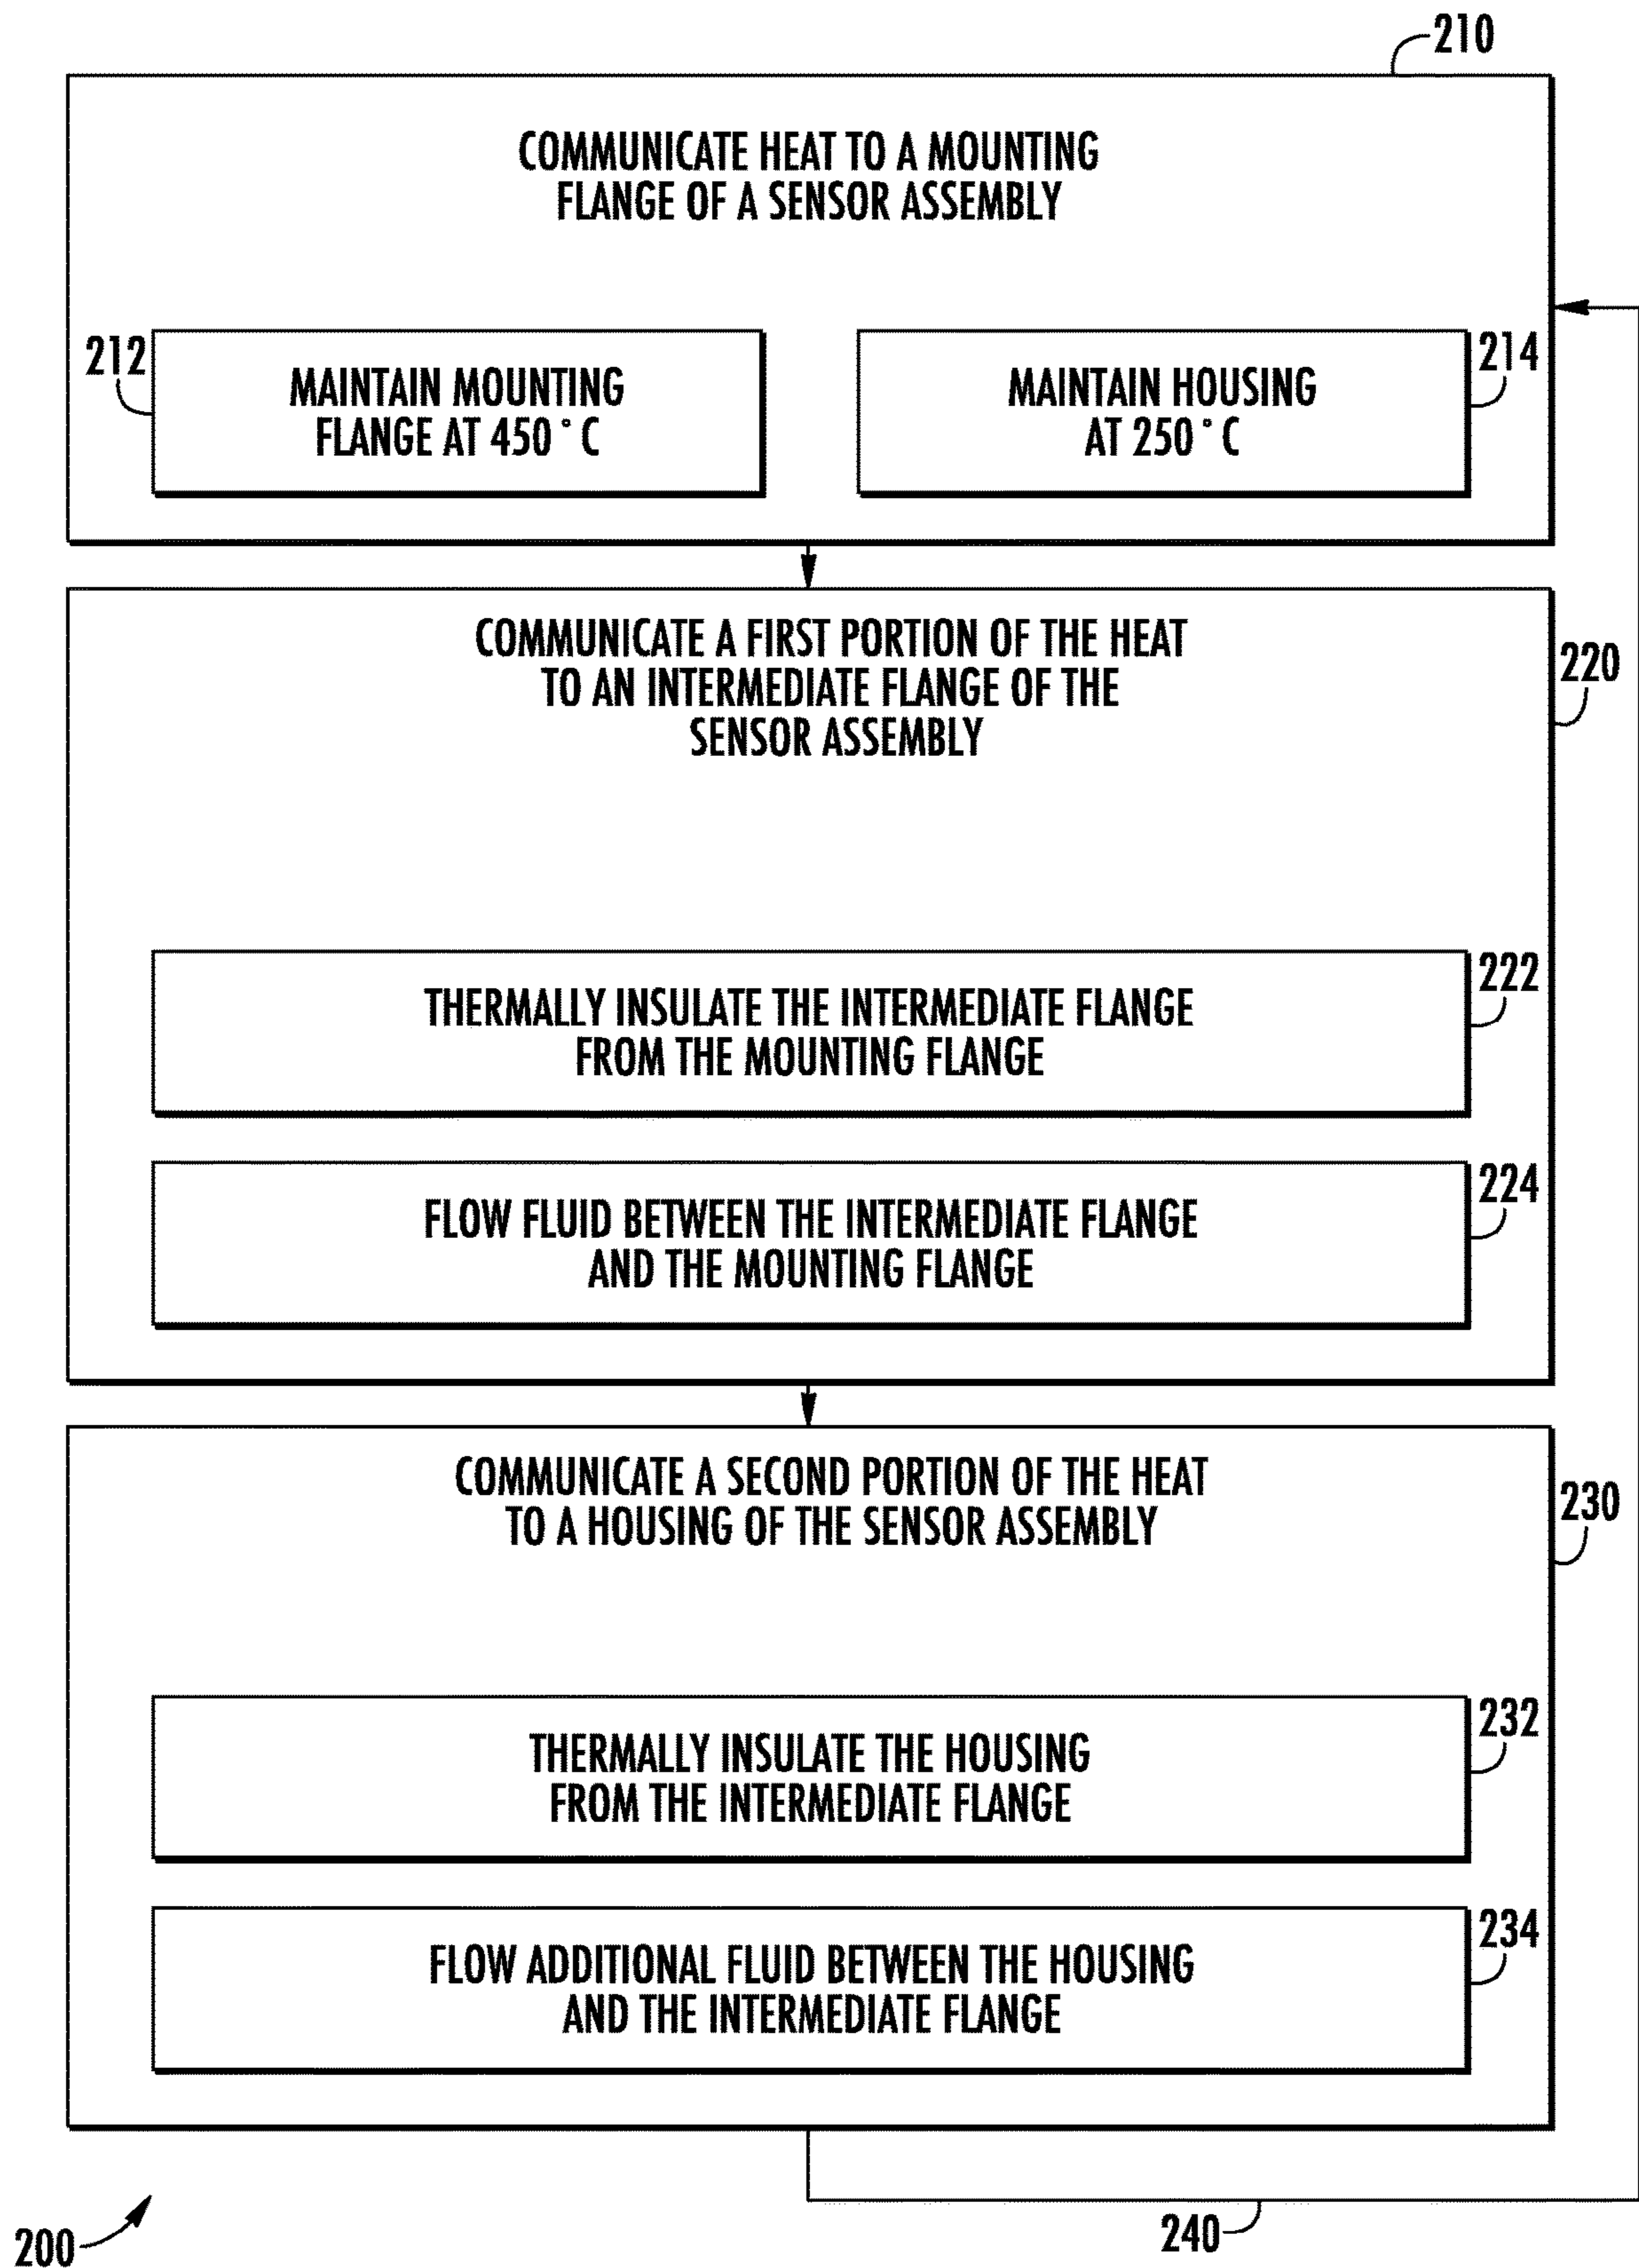 210
COMMUNICATE HEAT TO A MOUNTING
FLANGE OF A SENSOR ASSEMBLY
212
MAINTAIN MOUNTING
FLANGE AT 450°C
MAINTAIN HOUSING
AT 250°C
214
COMMUNICATE A FIRST PORTION OF THE HEAT
TO AN INTERMEDIATE FLANGE OF THE
SENSOR ASSEMBLY
220
THERMALLY INSULATE THE INTERMEDIATE FLANGE
FROM THE MOUNTING FLANGE
222
FLOW FLUID BETWEEN THE INTERMEDIATE FLANGE
AND THE MOUNTING FLANGE
224
COMMUNICATE A SECOND PORTION OF THE HEAT
TO A HOUSING OF THE SENSOR ASSEMBLY
230
THERMALLY INSULATE THE HOUSING
FROM THE INTERMEDIATE FLANGE
232
FLOW ADDITIONAL FLUID BETWEEN THE HOUSING
AND THE INTERMEDIATE FLANGE
234
240
200